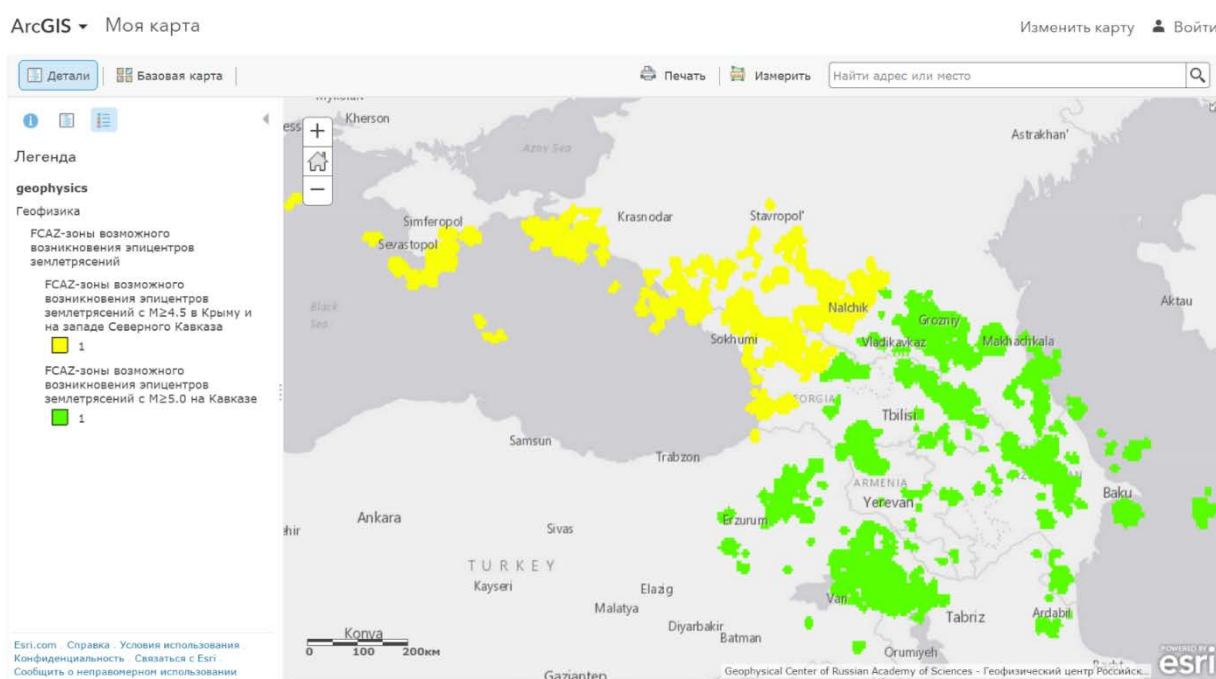 ArcGIS Моя карта
Изменить карту Войти
Детали Базовая карта Печать Измерить Найти адрес или место
Легенда
geophysics
Геофизика
FCAZ-зоны возможного
возникновения эпицентров
землетрясений
FCAZ-зоны возможного
возникновения эпицентров
землетрясений с M≥4.5 в Крыму и
на западе Северного Кавказа
1
FCAZ-зоны возможного
возникновения эпицентров
землетрясений с M≥5.0 на Кавказе
1
Esri.com . Справка . Условия использования .
Конфиденциальность . Связаться с Esri .
Сообщить о неправомерном использовании
+
−
Kherson
Azov Sea
Astrakhan'
Simferopol
Krasnodar
Stavropol'
Sevastopol
Black
Sea
Nalchik
Aktau
Grozniy
Sokhumi
Vladikavkaz
Makhachkala
Tbilisi
Samsun
Trabzon
ARMENIA
Yerevan
Baku
Ankara
Sivas
Erzurum
TURKEY
Kayseri
Elazig
Malatya
Van
Tabriz
Ardabil
Diyarbakir
Batman
Konya
Orumiyeh
Gaziantep
0 100 200км
Geophysical Center of Russian Academy of Sciences - Геофизический центр Российск...
POWERED BY
esri